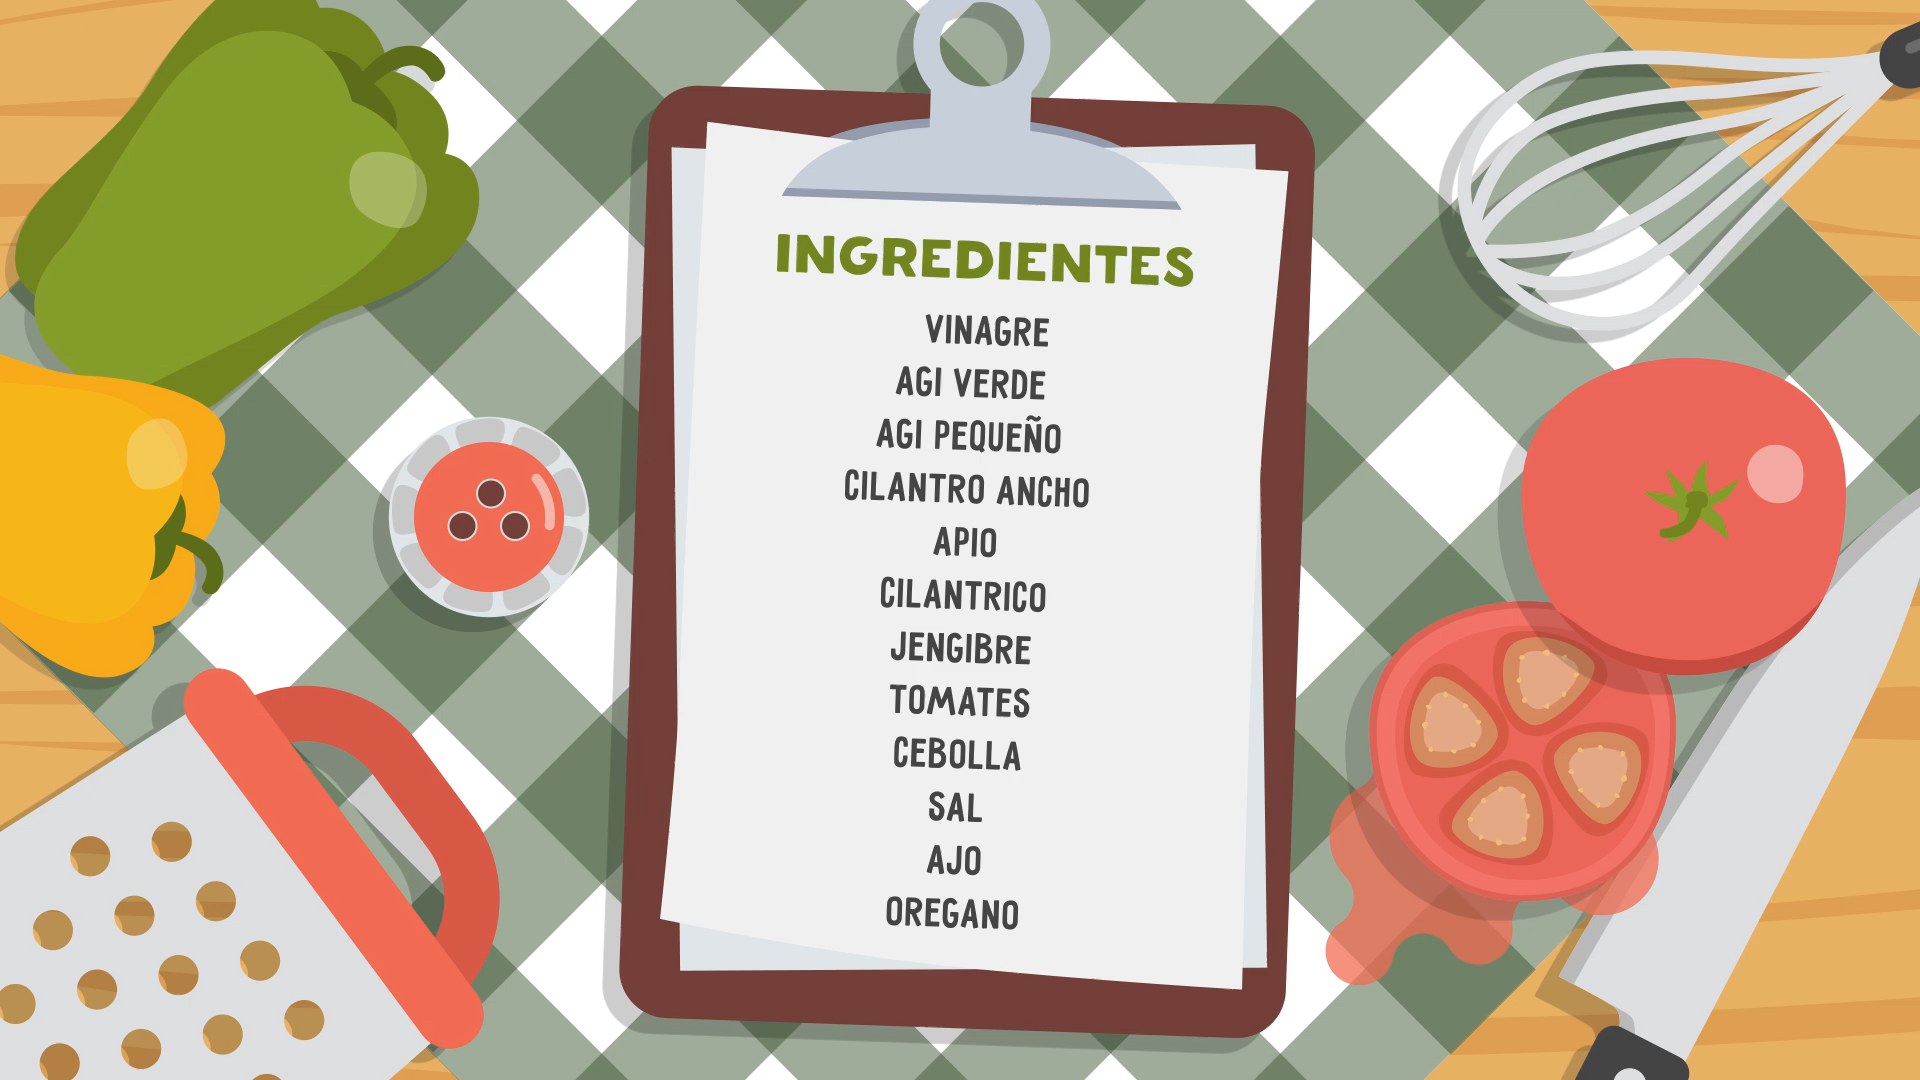 INGREDIENTES
VINAGRE
AGI VERDE
AGI PEQUEÑO
CILANTRO ANCHO
APIO
CILANTRICO
JENGIBRE
TOMATES
CEBOLLA
SAL
AJO
OREGANO